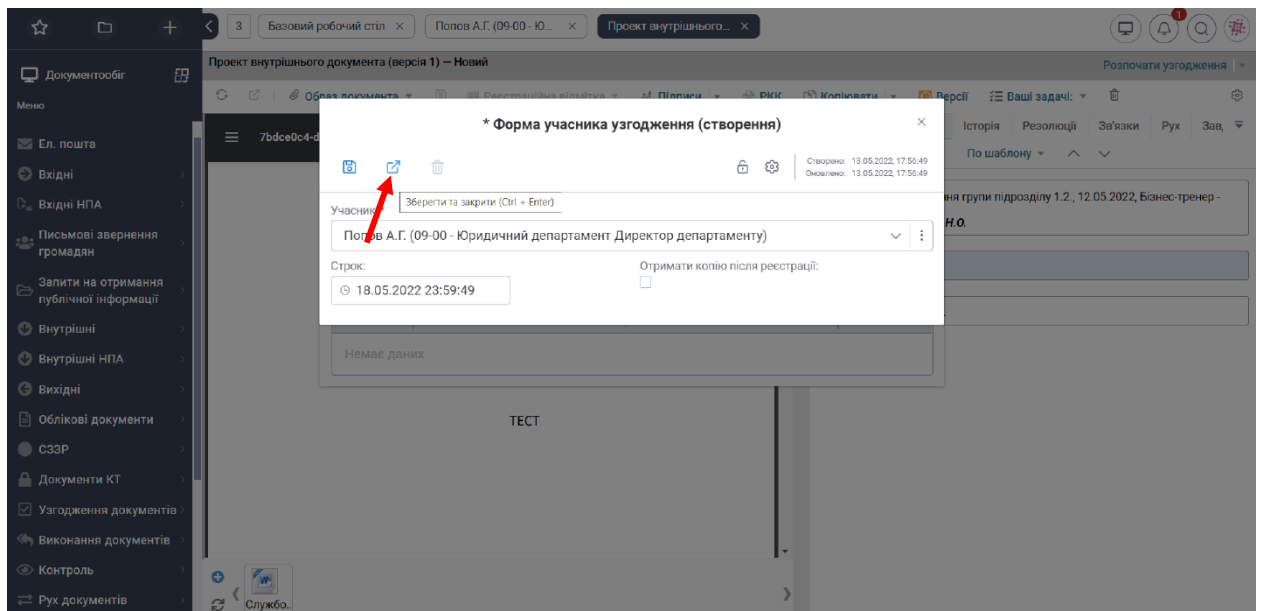 3
Базовий робочий стіл ×
Попов А.Г. (09-00 - Ю... ×
Проект внутрішнього... ×
1
Документообіг
Меню
Ел. пошта
Вхідні
Вхідні НПА
Письмові звернення
громадян
Запити на отримання
публічної інформації
Внутрішні
Внутрішні НПА
Вихідні
Облікові документи
СЗЗР
Документи КТ
Узгодження документів
Виконання документів
Контроль
Рух документів
Проект внутрішнього документа (версія 1) — Новий
Розпочати узгодження
Образ документа
Реєстраційна відмітка
Підписи
РКК
Копіювати
Версії
Ваші задачі:
7bdce0c4-d
Історія Резолюції Зв'язки Рух Зав,
По шаблону
* Форма учасника узгодження (створення) ×
Створено: 13.05.2022, 17:56:49
Оновлено: 13.05.2022, 17:56:49
Зберегти та закрити (Ctrl + Enter)
Учасник
Попов А.Г. (09-00 - Юридичний департамент Директор департаменту)
Строк:
Отримати копію після реєстрації:
18.05.2022 23:59:49
ня групи підрозділу 1.2., 12.05.2022, Бізнес-тренер -
Н.О.
Немає даних
ТЕСТ
Службо..